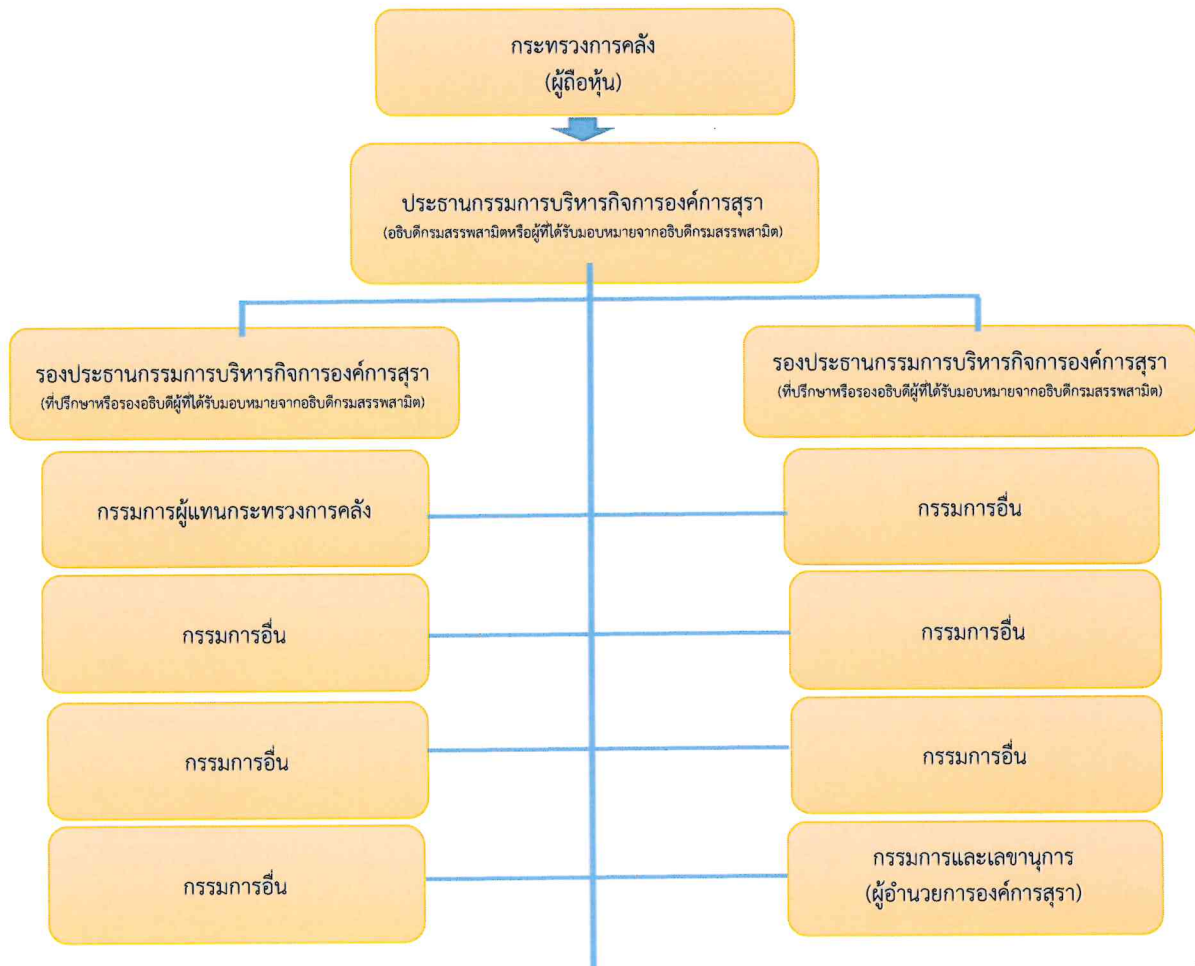 กระทรวงการคลัง
(ผู้ถือหุ้น)
ประธานกรรมการบริหารกิจการองค์การสุรา
(อธิบดีกรมสรรพสามิตหรือผู้ที่ได้รับมอบหมายจากอธิบดีกรมสรรพสามิต)
รองประธานกรรมการบริหารกิจการองค์การสุรา
(ที่ปรึกษาหรือรองอธิบดีผู้ที่ได้รับมอบหมายจากอธิบดีกรมสรรพสามิต)
รองประธานกรรมการบริหารกิจการองค์การสุรา
(ที่ปรึกษาหรือรองอธิบดีผู้ที่ได้รับมอบหมายจากอธิบดีกรมสรรพสามิต)
กรรมการผู้แทนกระทรวงการคลัง
กรรมการอื่น
กรรมการอื่น
กรรมการอื่น
กรรมการอื่น
กรรมการอื่น
กรรมการอื่น
กรรมการและเลขานุการ
(ผู้อำนวยการองค์การสุรา)